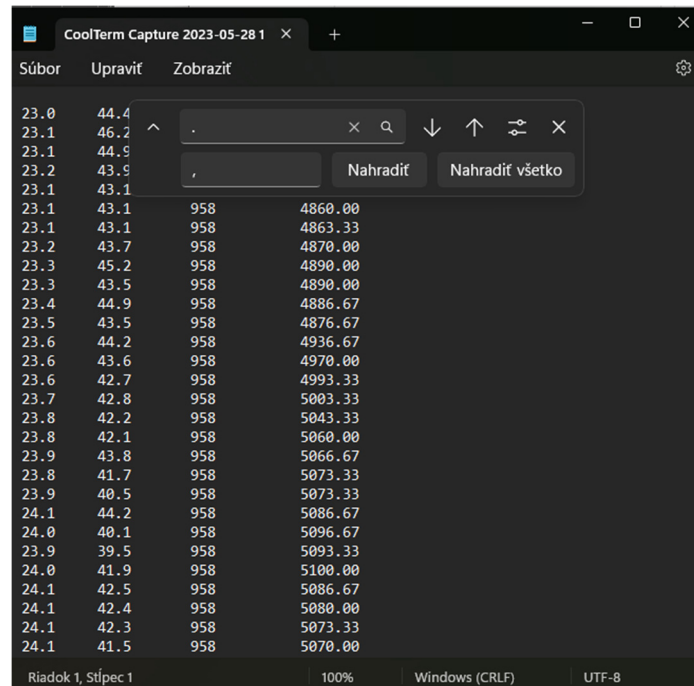 CoolTerm Capture 2023-05-28 1
Súbor Upraviť Zobraziť
.
, Nahradiť Nahradiť všetko
23.0 44.4
23.1 46.2
23.1 44.9
23.2 43.9
23.1 43.1
23.1 43.1 958 4860.00
23.1 43.1 958 4863.33
23.2 43.7 958 4870.00
23.3 45.2 958 4890.00
23.3 43.5 958 4890.00
23.4 44.9 958 4886.67
23.5 43.5 958 4876.67
23.6 44.2 958 4936.67
23.6 43.6 958 4970.00
23.6 42.7 958 4993.33
23.7 42.8 958 5003.33
23.8 42.2 958 5043.33
23.8 42.1 958 5060.00
23.9 43.8 958 5066.67
23.8 41.7 958 5073.33
23.9 40.5 958 5073.33
24.1 44.2 958 5086.67
24.0 40.1 958 5096.67
23.9 39.5 958 5093.33
24.0 41.9 958 5100.00
24.1 42.5 958 5086.67
24.1 42.4 958 5080.00
24.1 42.3 958 5073.33
24.1 41.5 958 5070.00
Riadok 1, Stĺpec 1 100% Windows (CRLF) UTF-8